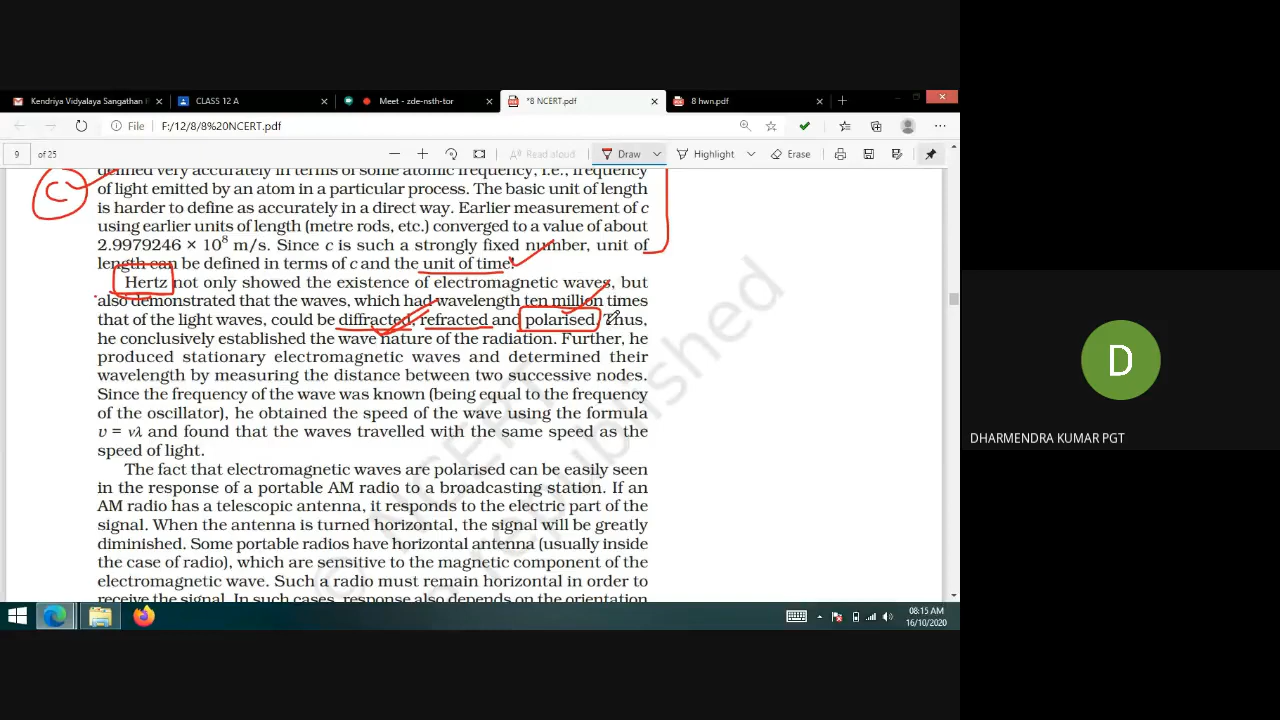 Kendriya Vidyalaya Sangathan
CLASS 12 A
Meet - zde-nsth-tor
*8 NCERT.pdf
8 hwn.pdf
File
F:/12/8/8%20NCERT.pdf
9 of 25
Read aloud
Draw
Highlight
Erase
defined very accurately in terms of some atomic frequency, i.e., frequency
of light emitted by an atom in a particular process. The basic unit of length
is harder to define as accurately in a direct way. Earlier measurement of c
using earlier units of length (metre rods, etc.) converged to a value of about
2.9979246 × 10⁸ m/s. Since c is such a strongly fixed number, unit of
length can be defined in terms of c and the unit of time.
C
Hertz not only showed the existence of electromagnetic waves, but
also demonstrated that the waves, which had wavelength ten million times
that of the light waves, could be diffracted, refracted and polarised. Thus,
he conclusively established the wave nature of the radiation. Further, he
produced stationary electromagnetic waves and determined their
wavelength by measuring the distance between two successive nodes.
Since the frequency of the wave was known (being equal to the frequency
of the oscillator), he obtained the speed of the wave using the formula
υ = νλ and found that the waves travelled with the same speed as the
speed of light.
The fact that electromagnetic waves are polarised can be easily seen
in the response of a portable AM radio to a broadcasting station. If an
AM radio has a telescopic antenna, it responds to the electric part of the
signal. When the antenna is turned horizontal, the signal will be greatly
diminished. Some portable radios have horizontal antenna (usually inside
the case of radio), which are sensitive to the magnetic component of the
electromagnetic wave. Such a radio must remain horizontal in order to
receive the signal. In such cases, response also depends on the orientation
© NCERT
republished
D
DHARMENDRA KUMAR PGT
08:15 AM
16/10/2020